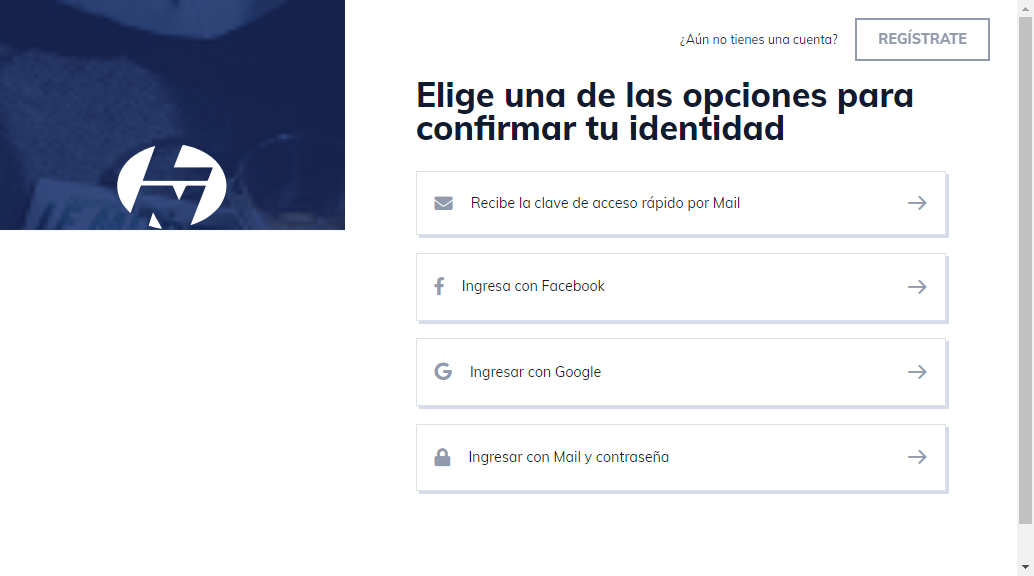 ¿Aún no tienes una cuenta?
REGÍSTRATE
Elige una de las opciones para
confirmar tu identidad
Recibe la clave de acceso rápido por Mail
Ingresa con Facebook
Ingresar con Google
Ingresar con Mail y contraseña